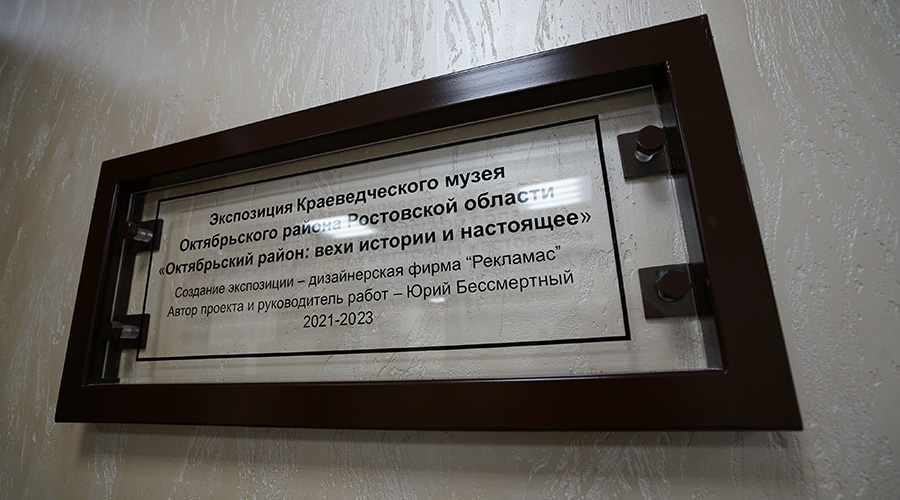 Экспозиция Краеведческого музея
Октябрьского района Ростовской области
«Октябрьский район: вехи истории и настоящее»
Создание экспозиции – дизайнерская фирма “Рекламас”
Автор проекта и руководитель работ – Юрий Бессмертный
2021-2023